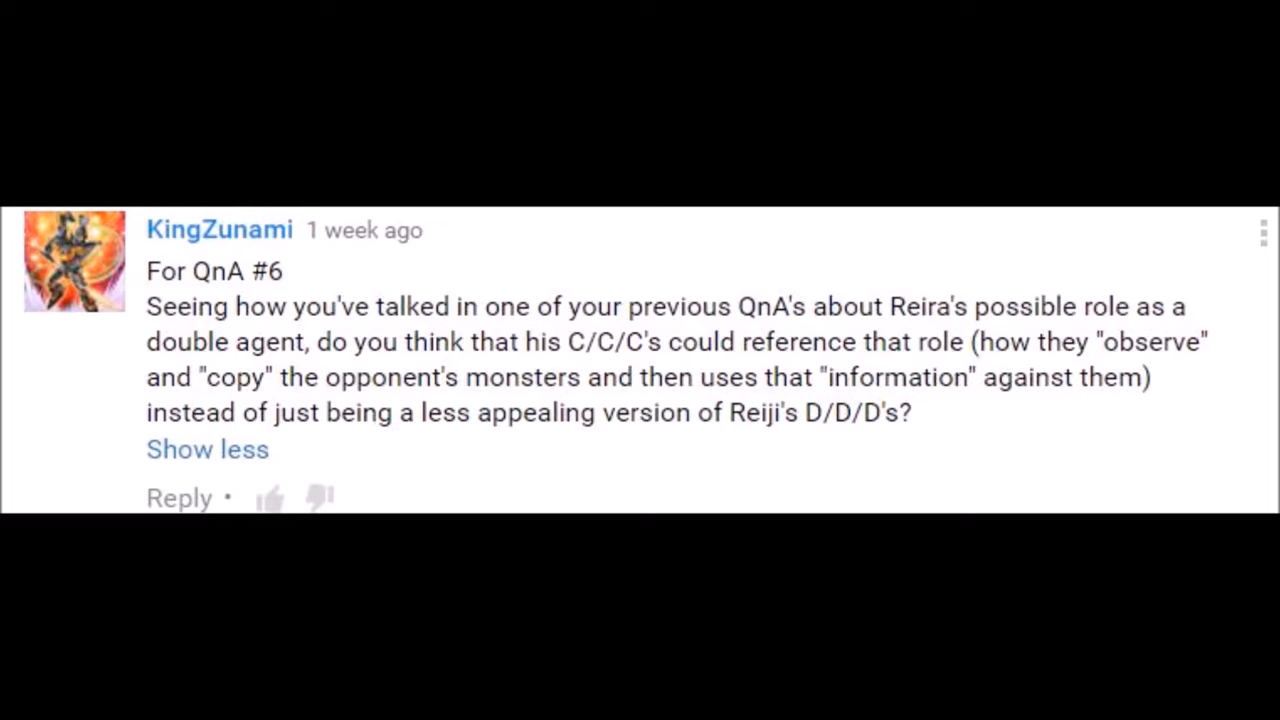 KingZunami 1 week ago
For QnA #6
Seeing how you've talked in one of your previous QnA's about Reira's possible role as a
double agent, do you think that his C/C/C's could reference that role (how they "observe"
and "copy" the opponent's monsters and then uses that "information" against them)
instead of just being a less appealing version of Reiji's D/D/D's?
Show less
Reply •